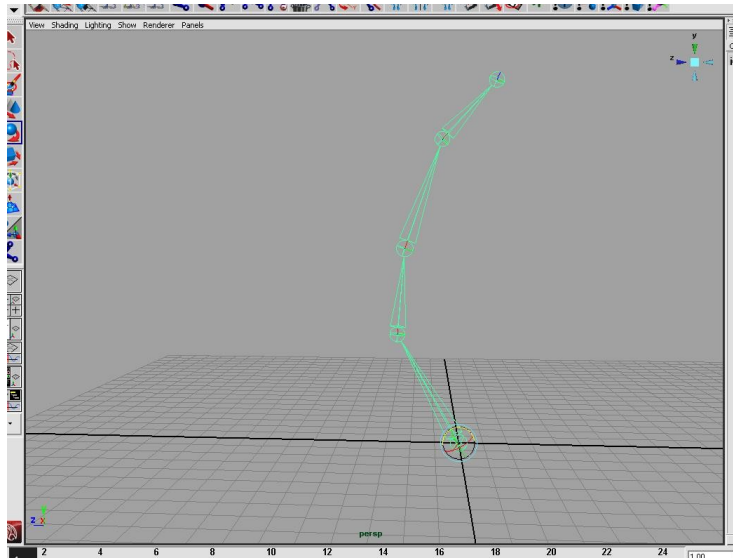 View Shading Lighting Show Renderer Panels
y
z
z x
persp
2 4 6 8 10 12 14 16 18 20 22 24
1.00